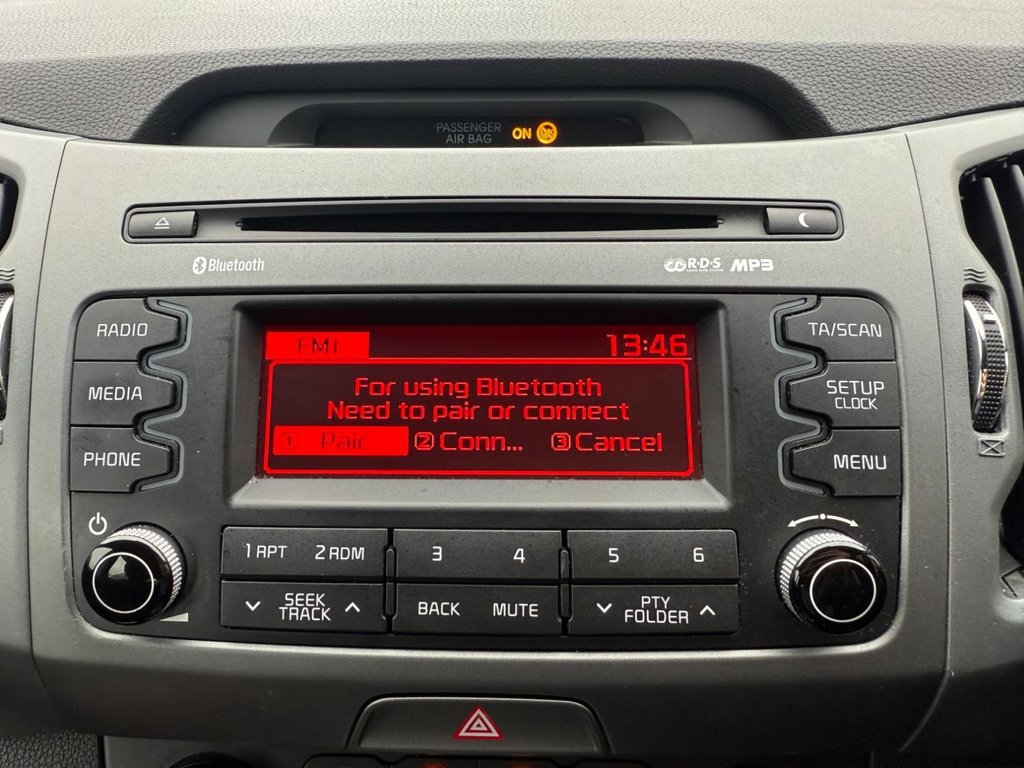 PASSENGER
AIR BAG
ON
Bluetooth
R·D·S
MP3
RADIO
MEDIA
PHONE
FM1
13:46
For using Bluetooth
Need to pair or connect
1 Pair 2 Conn... 3 Cancel
TA/SCAN
SETUP
CLOCK
MENU
1 RPT 2 RDM 3 4 5 6
SEEK
TRACK
BACK MUTE
PTY
FOLDER